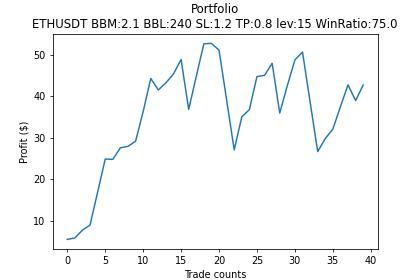 Portfolio
ETHUSDT BBM:2.1 BBL:240 SL:1.2 TP:0.8 lev:15 WinRatio:75.0
50
40
30
20
10
Profit ($)
0 5 10 15 20 25 30 35 40
Trade counts